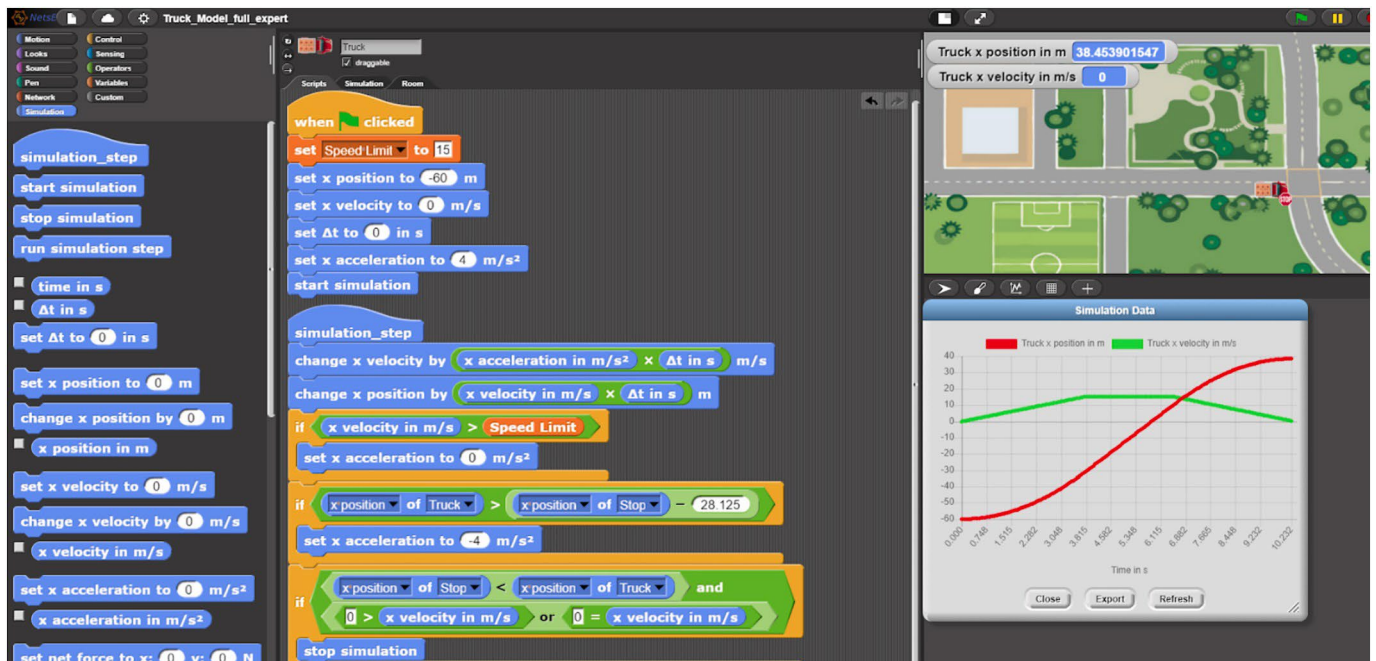 NetsB
Truck_Model_full_expert
Motion
Control
Looks
Sensing
Sound
Operators
Pen
Variables
Network
Custom
Simulation
simulation_step
start simulation
stop simulation
run simulation step
time in s
Δt in s
set Δt to 0 in s
set x position to 0 m
change x position by 0 m
x position in m
set x velocity to 0 m/s
change x velocity by 0 m/s
x velocity in m/s
set x acceleration to 0 m/s²
x acceleration in m/s²
set net force to x: 0 y: 0 N
Truck
draggable
Scripts Simulation Room
when clicked
set Speed Limit to 15
set x position to -60 m
set x velocity to 0 m/s
set Δt to 0 in s
set x acceleration to 4 m/s²
start simulation
simulation_step
change x velocity by x acceleration in m/s² × Δt in s m/s
change x position by x velocity in m/s × Δt in s m
if x velocity in m/s > Speed Limit
set x acceleration to 0 m/s²
if x position of Truck > x position of Stop − 28.125
set x acceleration to -4 m/s²
if x position of Stop < x position of Truck and
0 > x velocity in m/s or 0 = x velocity in m/s
stop simulation
Truck x position in m 38.453901547
Truck x velocity in m/s 0
STOP
Simulation Data
Truck x position in m Truck x velocity in m/s
40
30
20
10
0
-10
-20
-30
-40
-50
-60
0.000 0.748 1.515 2.282 3.048 3.815 4.582 5.348 6.115 6.882 7.665 8.448 9.232 10.232
Time in s
Close Export Refresh